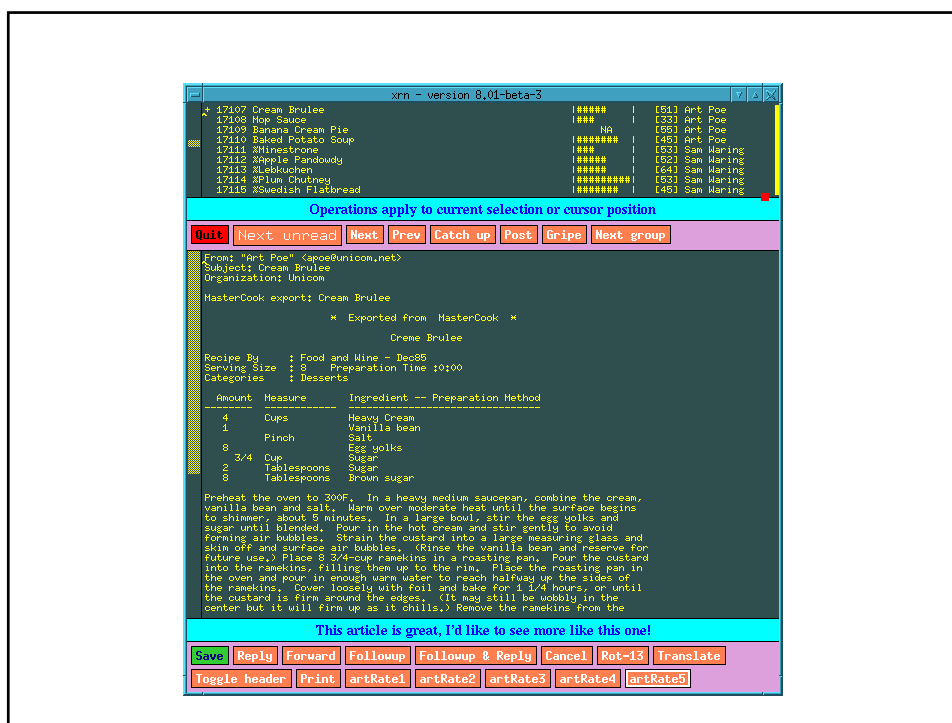 xrn - version 8.01-beta-3
+ 17107 Cream Brulee |##### | [51] Art Poe
17108 Mop Sauce |### | [33] Art Poe
17109 Banana Cream Pie NA [55] Art Poe
17110 Baked Potato Soup |####### | [45] Art Poe
17111 %Minestrone |### | [53] Sam Waring
17112 %Apple Pandowdy |##### | [52] Sam Waring
17113 %Lebkuchen |##### | [64] Sam Waring
17114 %Plum Chutney |#########| [53] Sam Waring
17115 %Swedish Flatbread |####### | [45] Sam Waring
Operations apply to current selection or cursor position
Quit Next unread Next Prev Catch up Post Gripe Next group
From: "Art Poe" <apoe@unicom.net>
Subject: Cream Brulee
Organization: Unicom
MasterCook export: Cream Brulee
* Exported from MasterCook *
Creme Brulee
Recipe By : Food and Wine - Dec85
Serving Size : 8 Preparation Time :0:00
Categories : Desserts
Amount Measure Ingredient -- Preparation Method
-------- ------------ --------------------------------
4 Cups Heavy Cream
1 Vanilla bean
Pinch Salt
8 Egg yolks
3/4 Cup Sugar
2 Tablespoons Sugar
8 Tablespoons Brown sugar
Preheat the oven to 300F. In a heavy medium saucepan, combine the cream,
vanilla bean and salt. Warm over moderate heat until the surface begins
to shimmer, about 5 minutes. In a large bowl, stir the egg yolks and
sugar until blended. Pour in the hot cream and stir gently to avoid
forming air bubbles. Strain the custard into a large measuring glass and
skim off and surface air bubbles. (Rinse the vanilla bean and reserve for
future use.) Place 8 3/4-cup ramekins in a roasting pan. Pour the custard
into the ramekins, filling them up to the rim. Place the roasting pan in
the oven and pour in enough warm water to reach halfway up the sides of
the ramekins. Cover loosely with foil and bake for 1 1/4 hours, or until
the custard is firm around the edges. (It may still be wobbly in the
center but it will firm up as it chills.) Remove the ramekins from the
This article is great, I'd like to see more like this one!
Save Reply Forward Followup Followup & Reply Cancel Rot-13 Translate
Toggle header Print artRate1 artRate2 artRate3 artRate4 artRate5